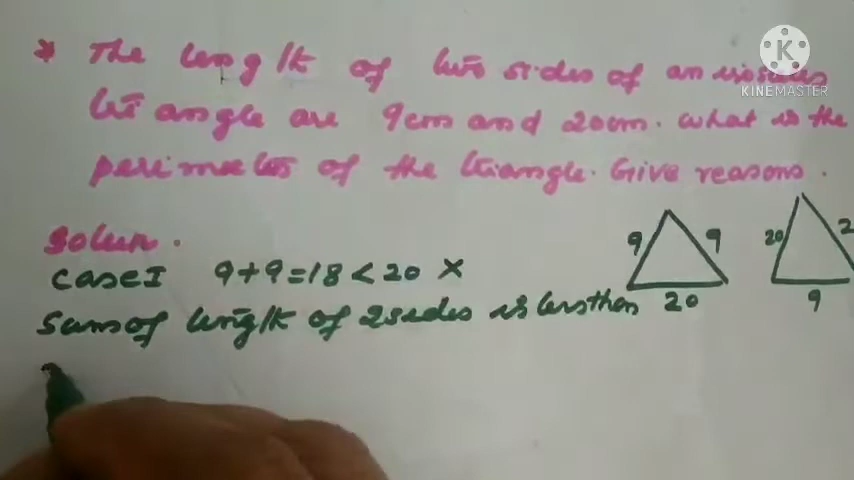 * The length of two sides of an isosceles
triangle are 9cm and 20cm. what is the
perimeter of the triangle. Give reasons.
Solun.
case I 9+9=18<20 ×
Sum of length of 2 sides is less than
9 9
20
20 2
9
K
KINEMASTER